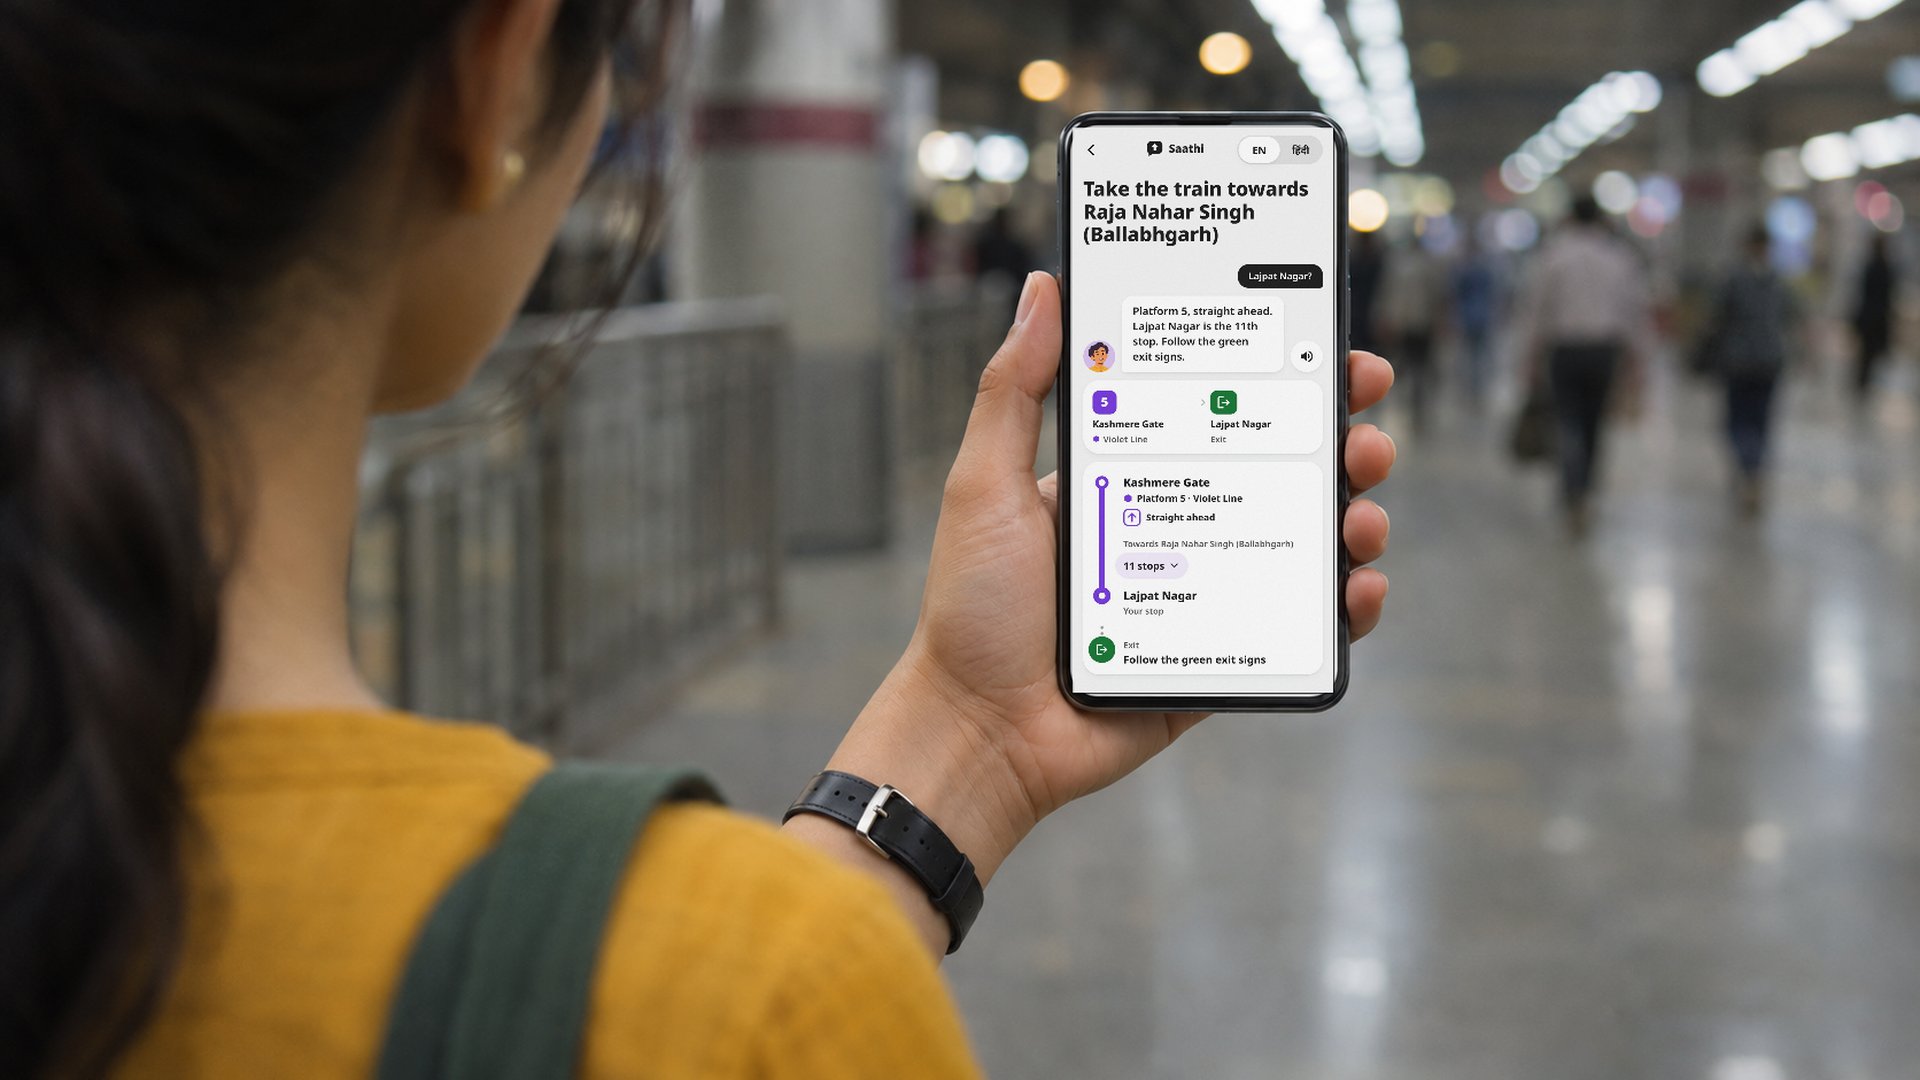 Saathi
EN
हिंदी
Take the train towards
Raja Nahar Singh
(Ballabhgarh)
Lajpat Nagar?
Platform 5, straight ahead.
Lajpat Nagar is the 11th
stop. Follow the green
exit signs.
5
Kashmere Gate
Violet Line
Lajpat Nagar
Exit
Kashmere Gate
Platform 5 · Violet Line
Straight ahead
Towards Raja Nahar Singh (Ballabhgarh)
11 stops
Lajpat Nagar
Your stop
Exit
Follow the green exit signs